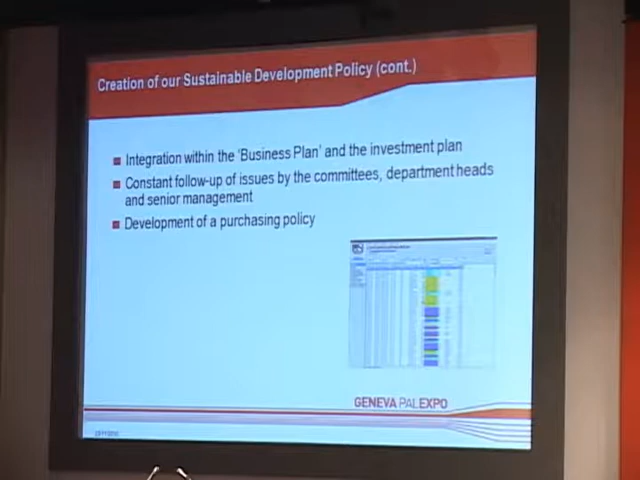 Creation of our Sustainable Development Policy (cont.)
Integration within the 'Business Plan' and the investment plan
Constant follow-up of issues by the committees, department heads
and senior management
Development of a purchasing policy
GENEVA PALEXPO